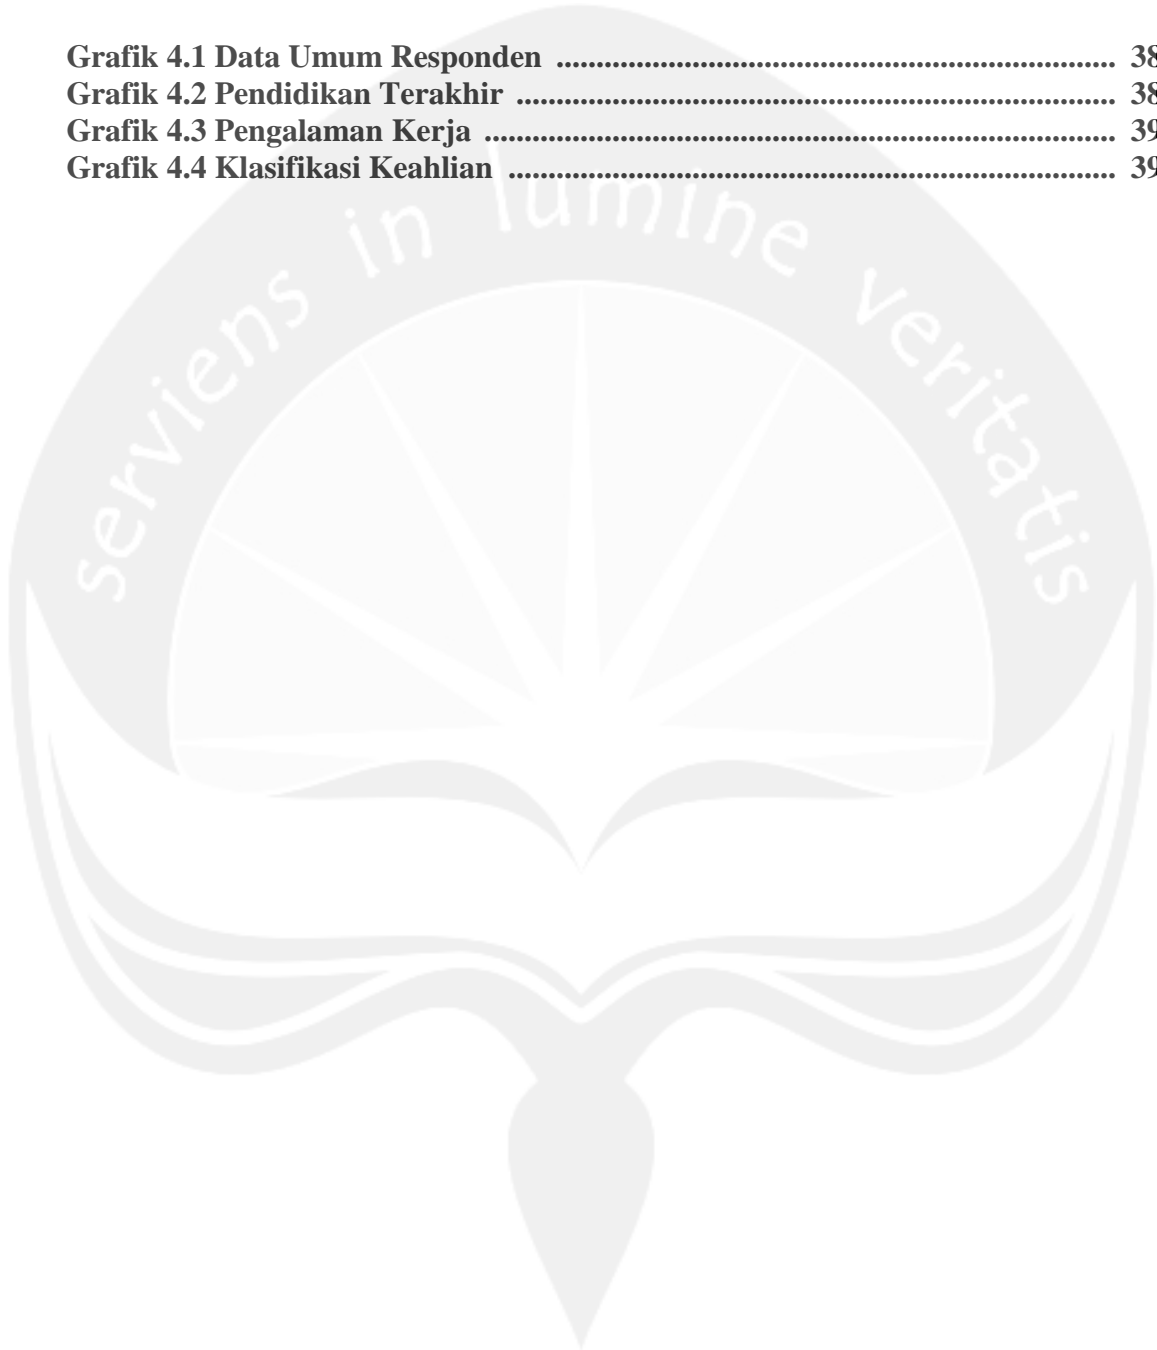 Grafik 4.1 Data Umum Responden ........................................................................ 38
Grafik 4.2 Pendidikan Terakhir ............................................................................. 38
Grafik 4.3 Pengalaman Kerja ................................................................................. 39
Grafik 4.4 Klasifikasi Keahlian .............................................................................. 39
serviens in lumine veritatis